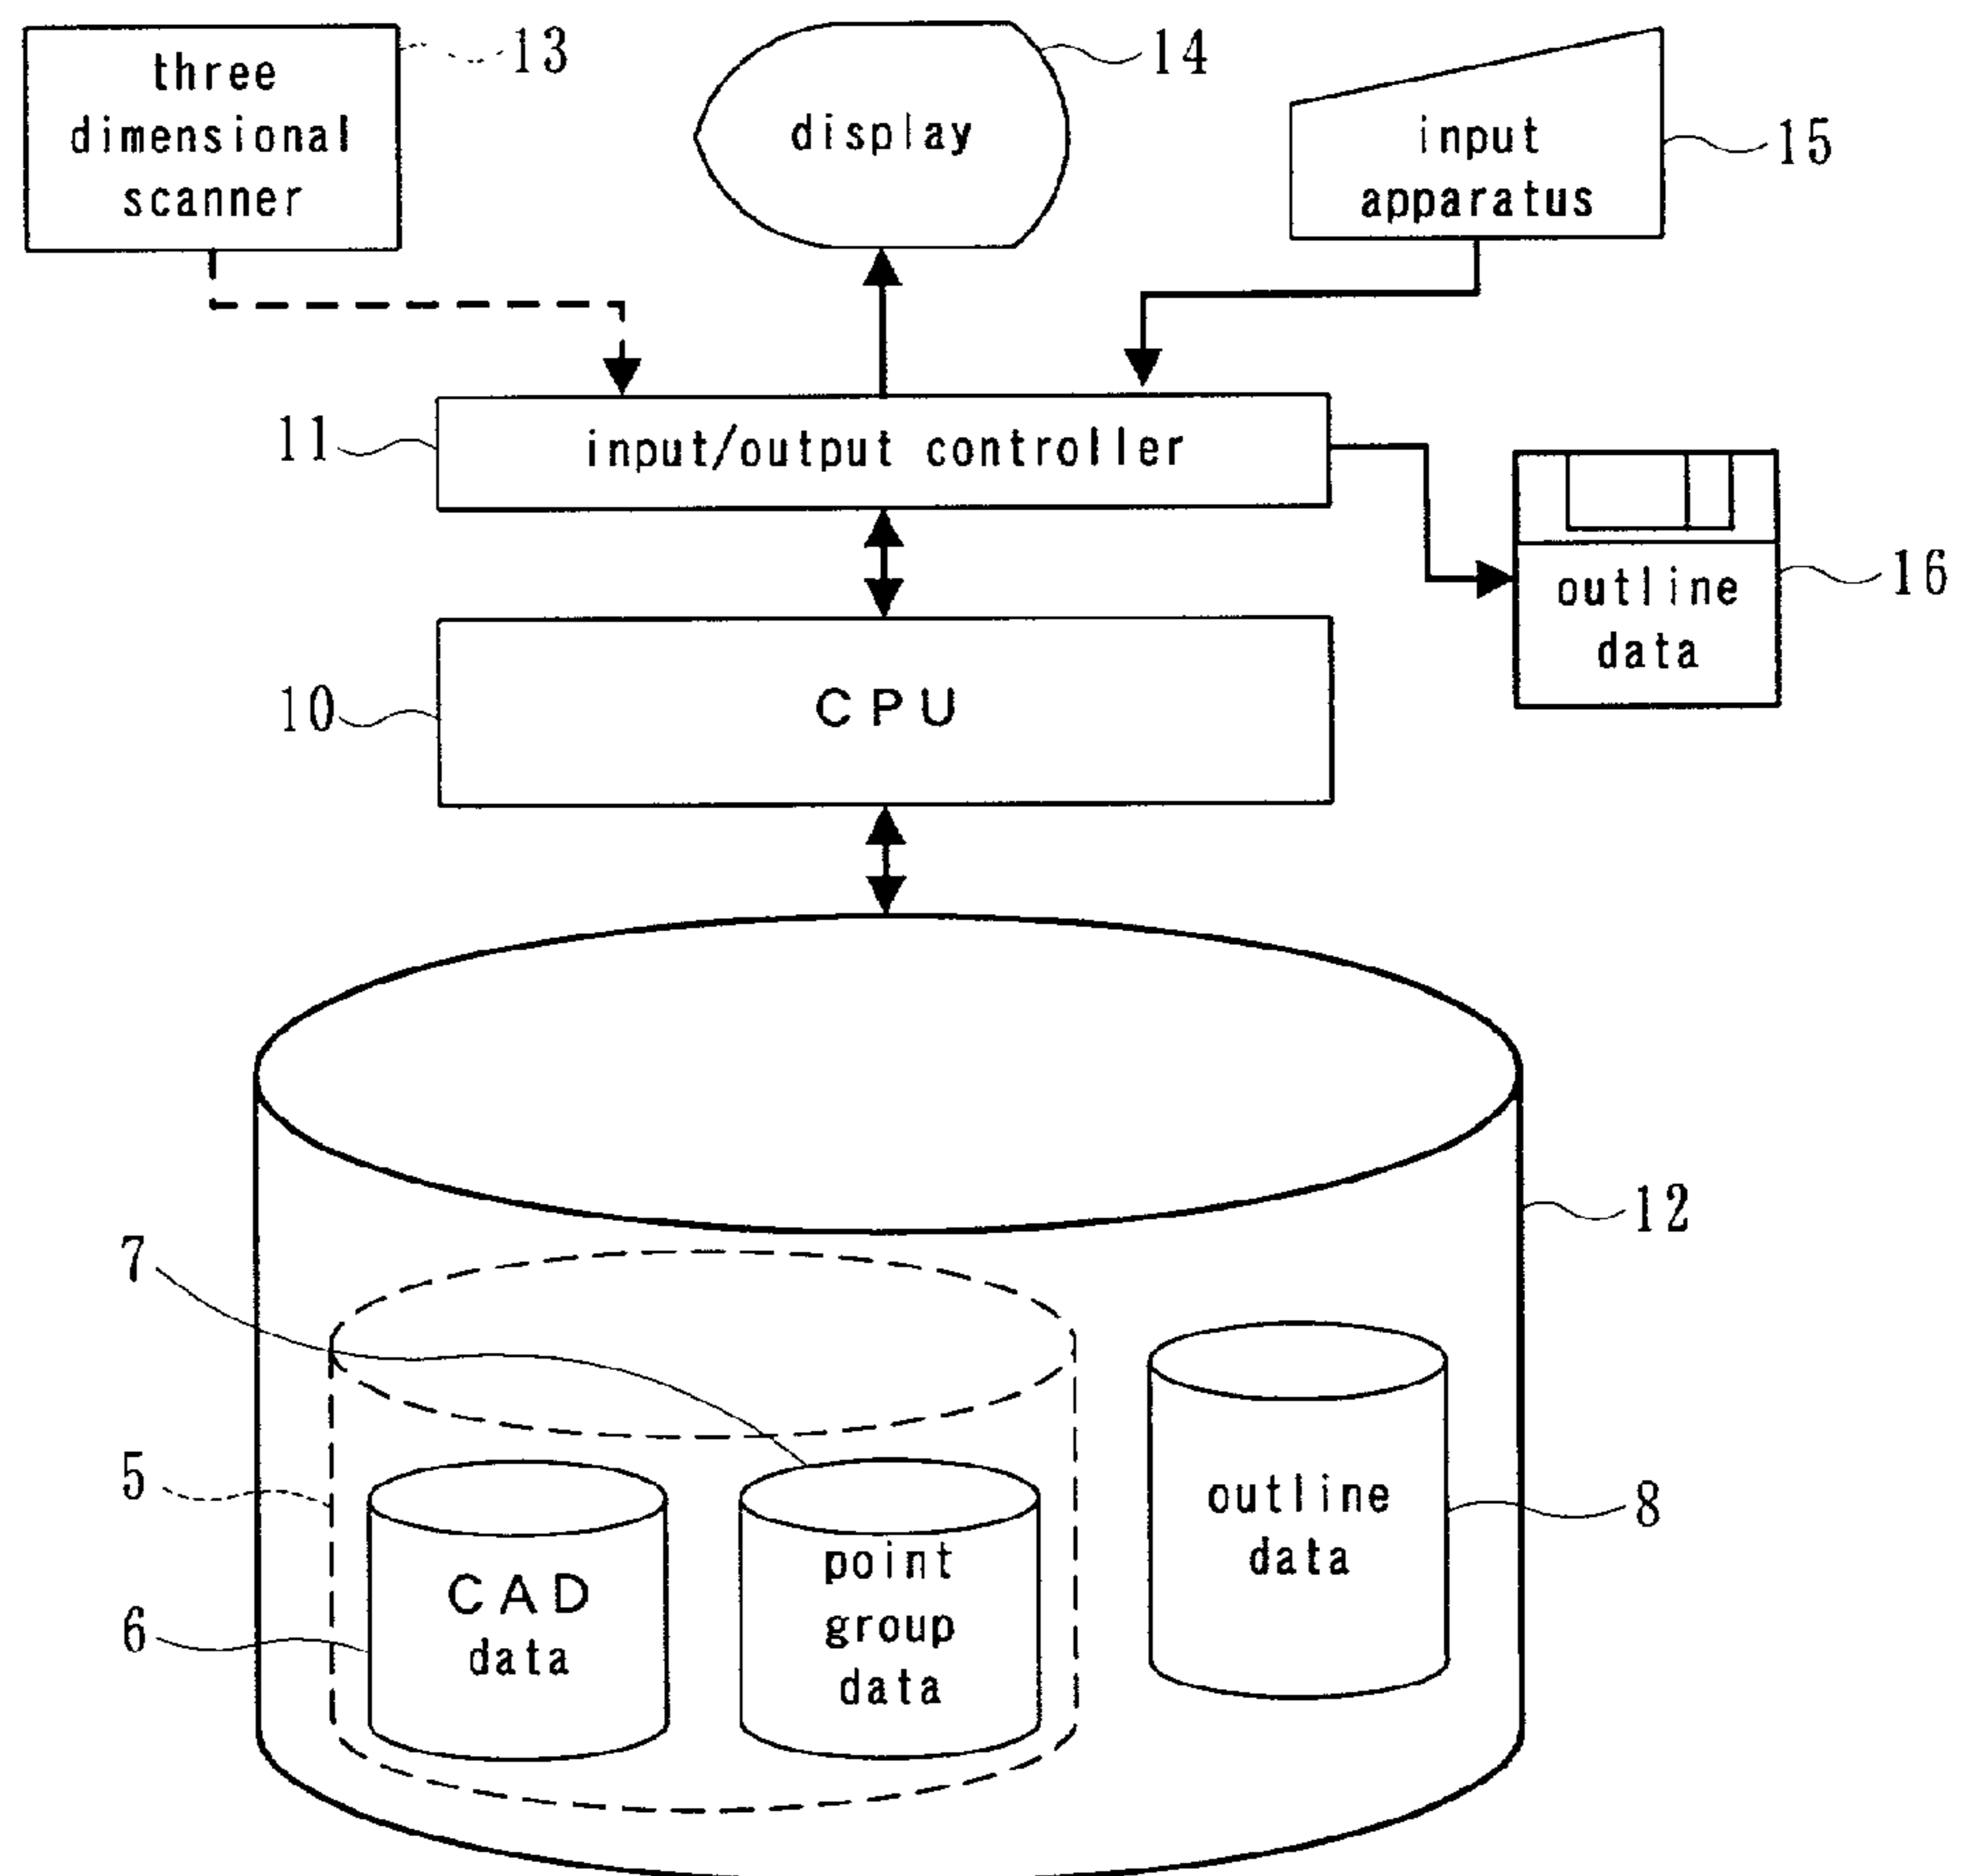 three
dimensional
scanner
13
display
14
input
apparatus
15
11
input/output controller
outline
data
16
10
CPU
12
7
5
6
CAD
data
point
group
data
outline
data
8